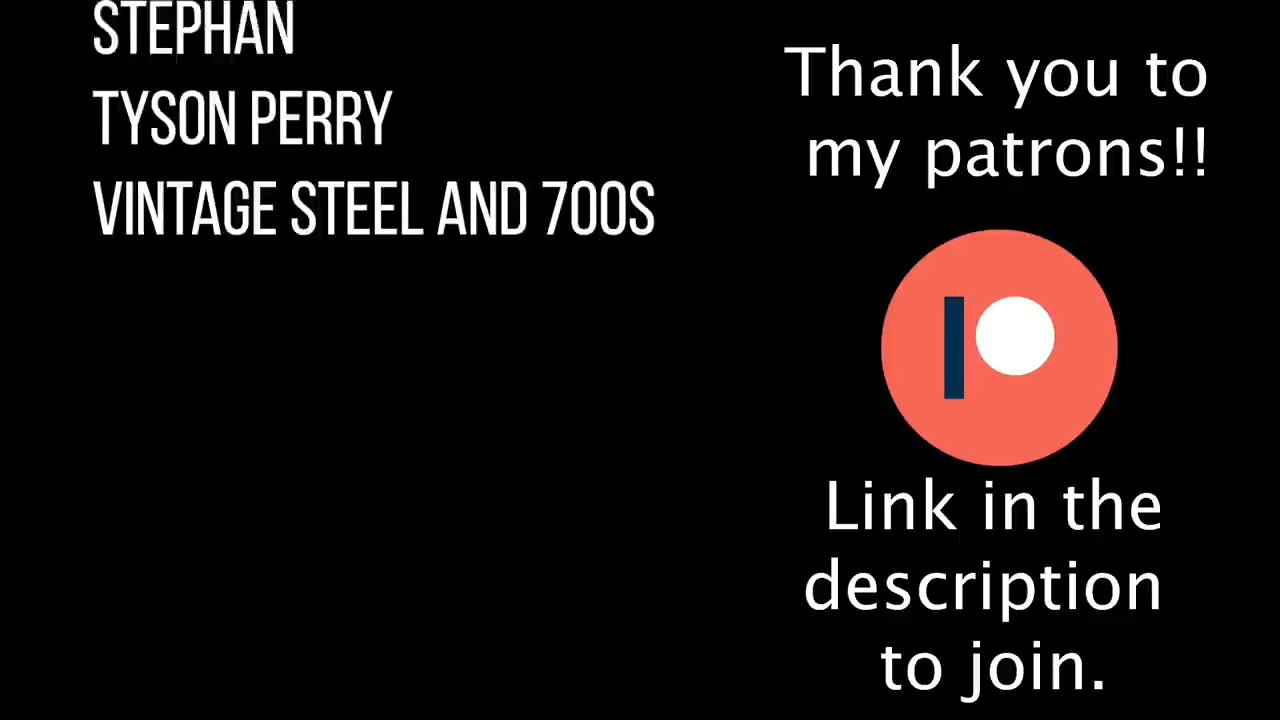 STEPHAN
TYSON PERRY
VINTAGE STEEL AND 700S
Thank you to
my patrons!!
Link in the
description
to join.